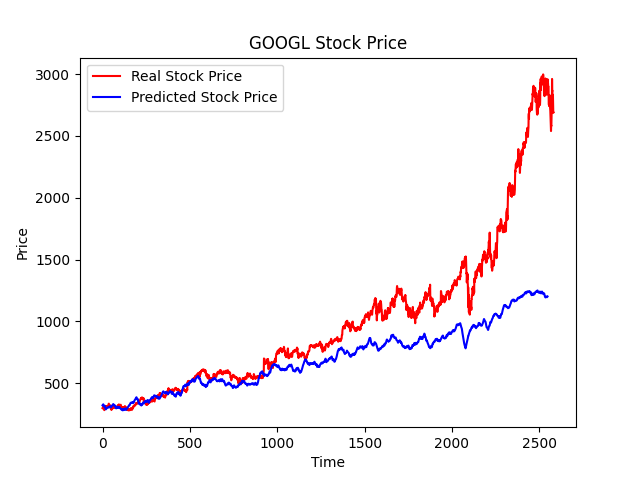 GOOGL Stock Price
Real Stock Price
Predicted Stock Price
3000
2500
2000
1500
1000
500
Price
0
500
1000
1500
2000
2500
Time